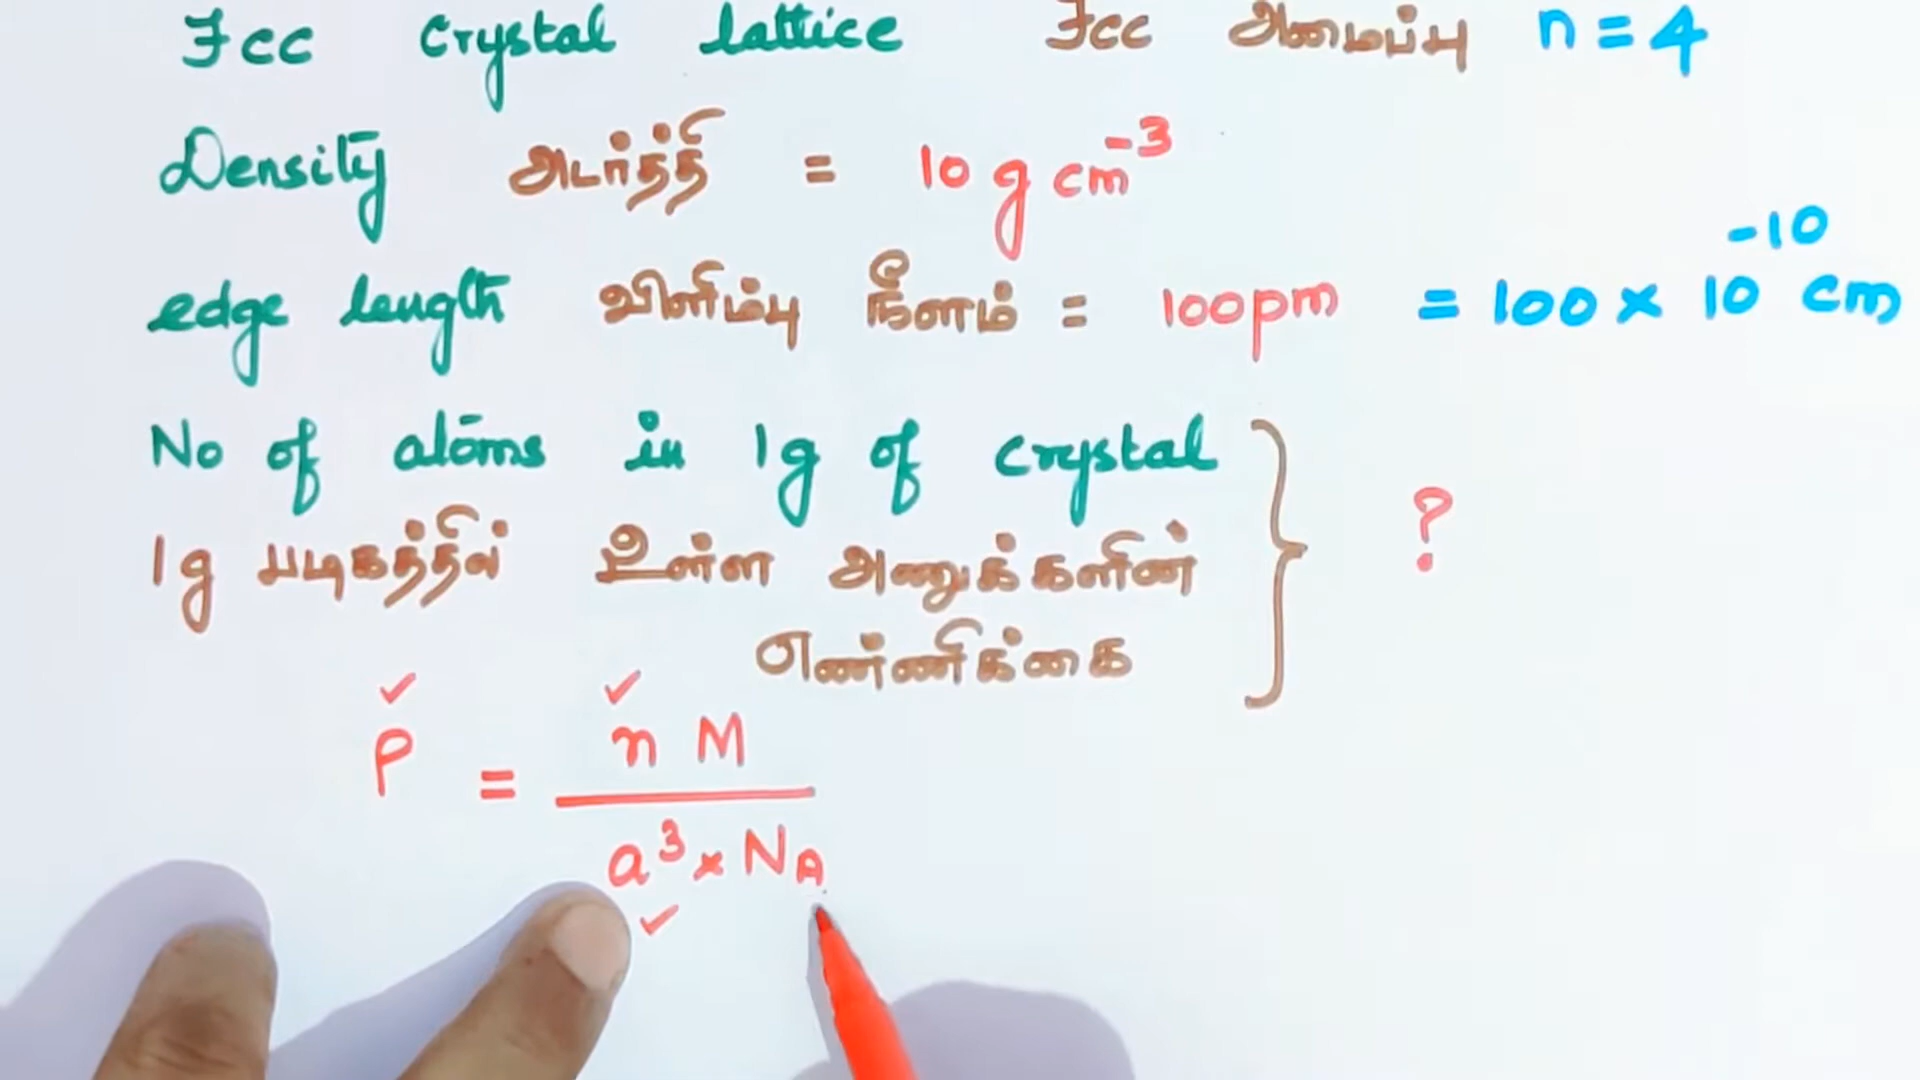 Fcc crystal lattice Fcc அமைப்பு n = 4
Density அடர்த்தி = 10 g cm⁻³
edge length விளிம்பு நீளம் = 100pm = 100 × 10⁻¹⁰ cm
No of atoms in 1g of crystal
1g படிகத்தில் உள்ள அணுக்களின் ?
எண்ணிக்கை
✓ ✓
ρ = n M
a³ × NA
✓